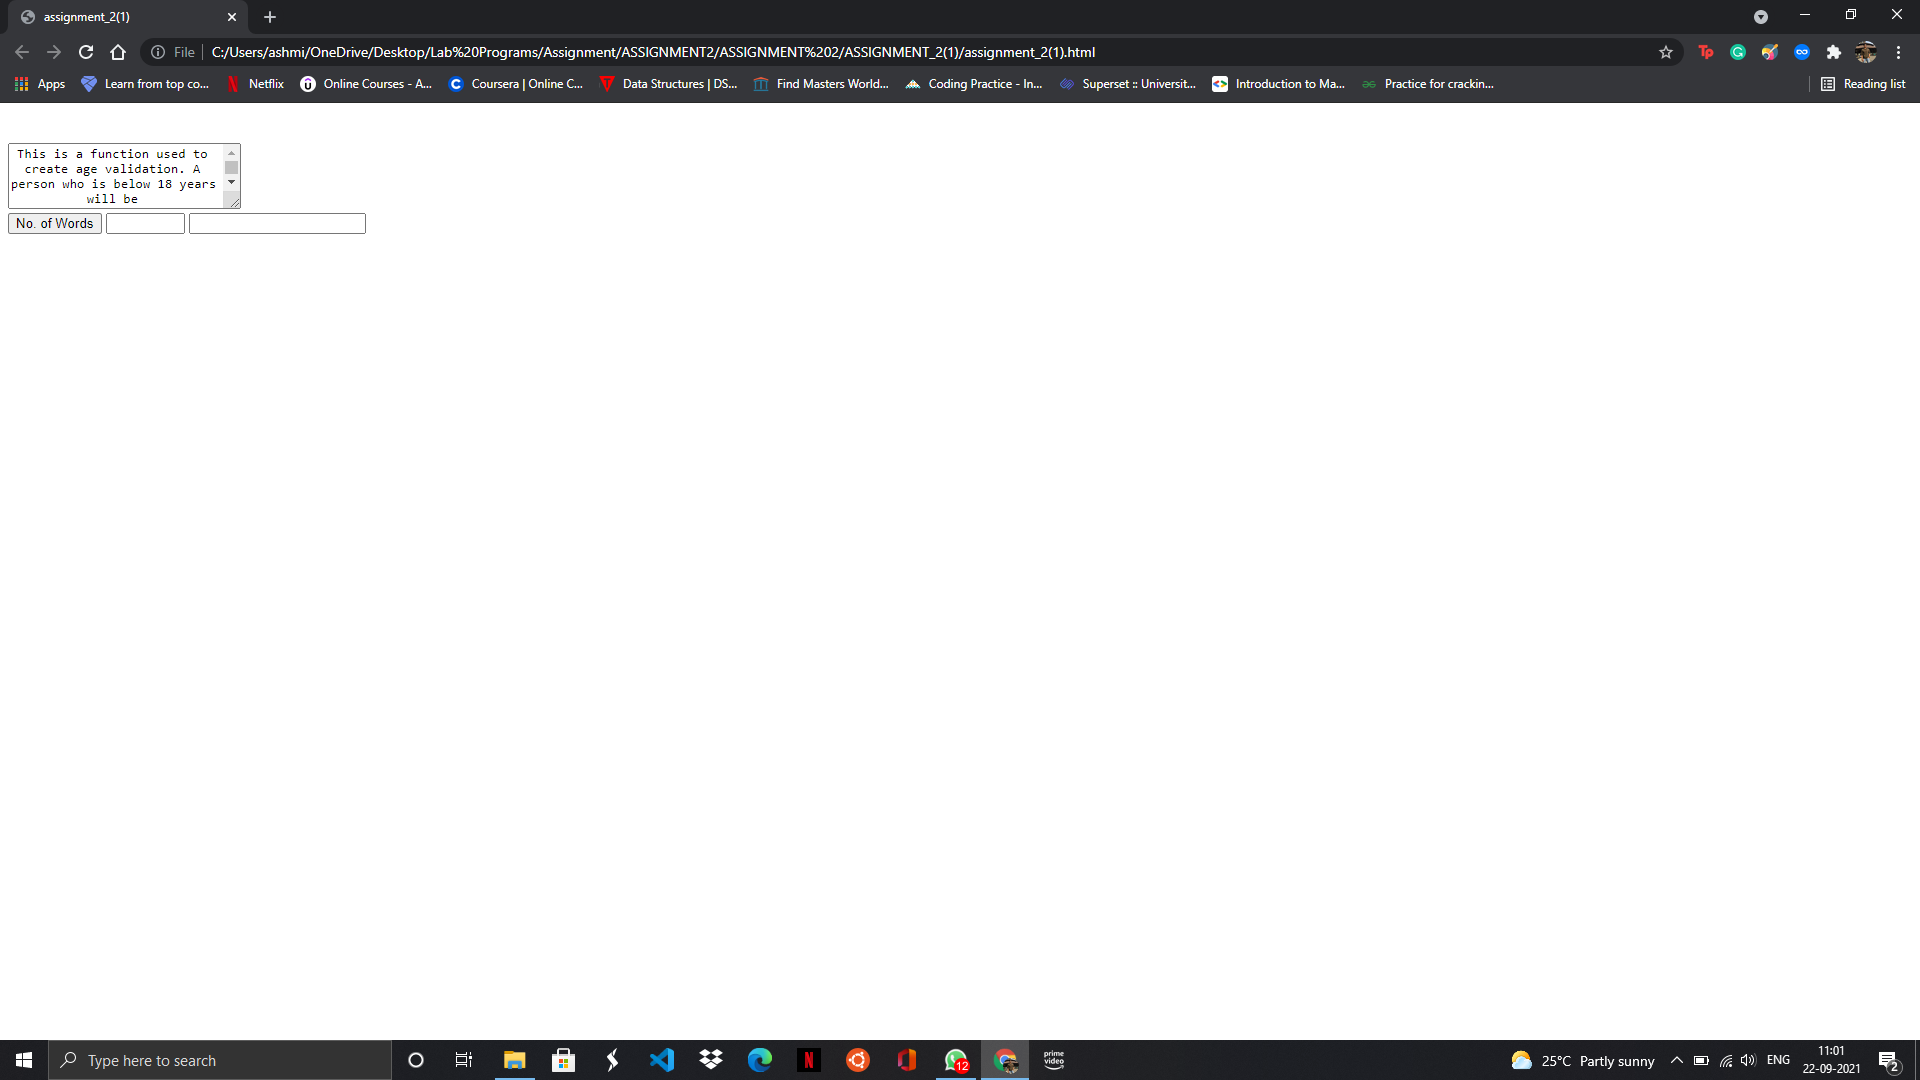 assignment_2(1)
File C:/Users/ashmi/OneDrive/Desktop/Lab%20Programs/Assignment/ASSIGNMENT2/ASSIGNMENT%202/ASSIGNMENT_2(1)/assignment_2(1).html
Apps Learn from top co... Netflix Online Courses - A... Coursera | Online C... Data Structures | DS... Find Masters World... Coding Practice - In... Superset :: Universit... Introduction to Ma... Practice for crackin... Reading list
This is a function used to
create age validation. A
person who is below 18 years
will be
No. of Words
Type here to search
12
prime
video
25°C Partly sunny
ENG
11:01
22-09-2021
2